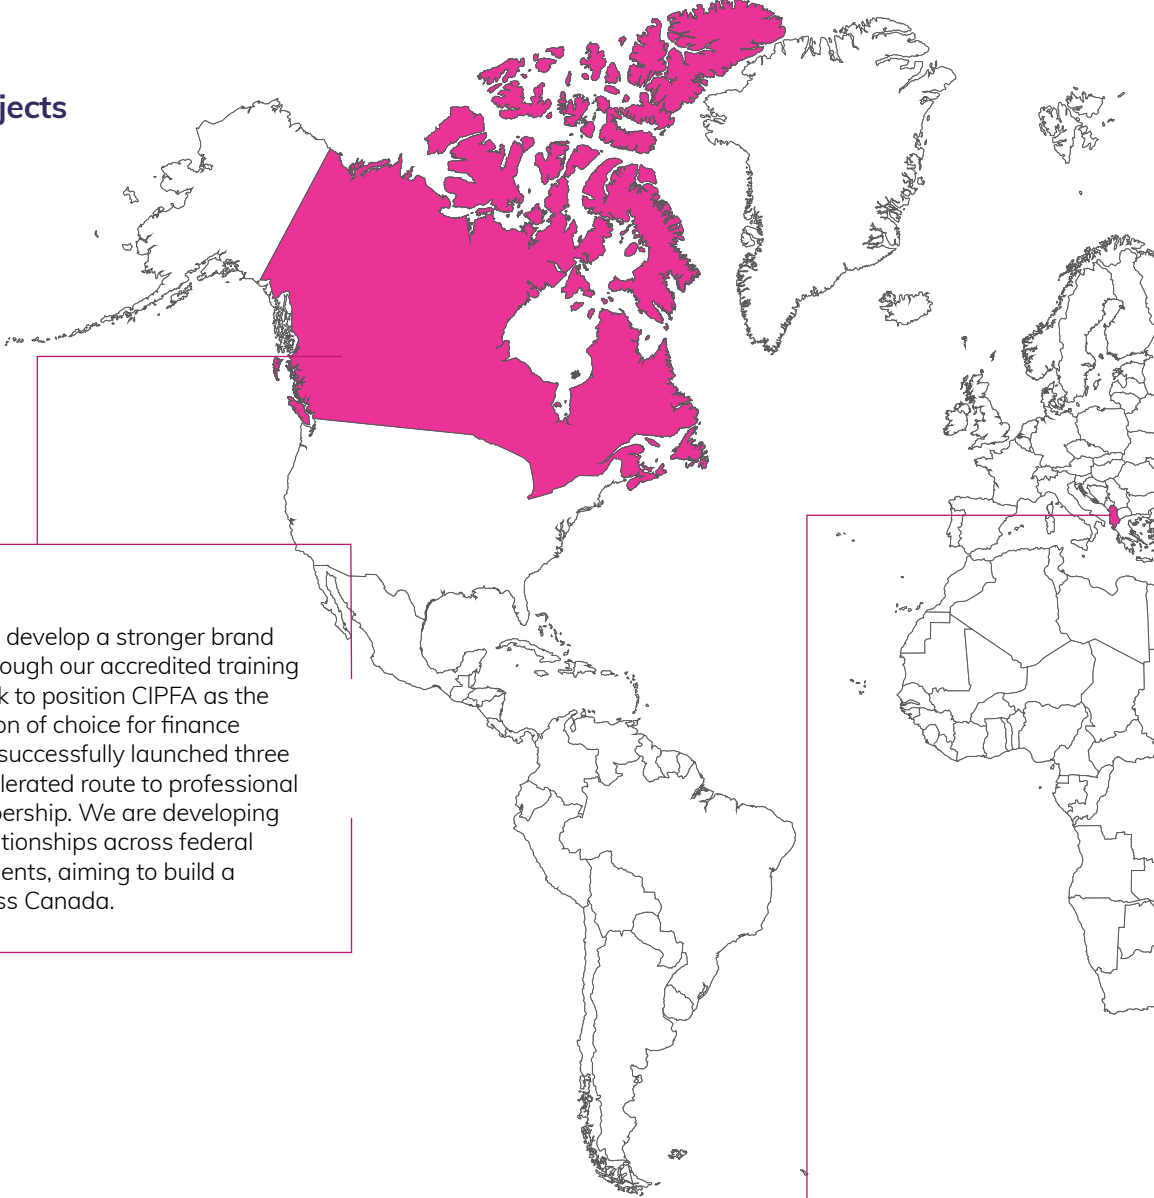 jects
develop a stronger brand
ough our accredited training
k to position CIPFA as the
on of choice for finance
successfully launched three
lerated route to professional
ership. We are developing
tionships across federal
ents, aiming to build a
ss Canada.